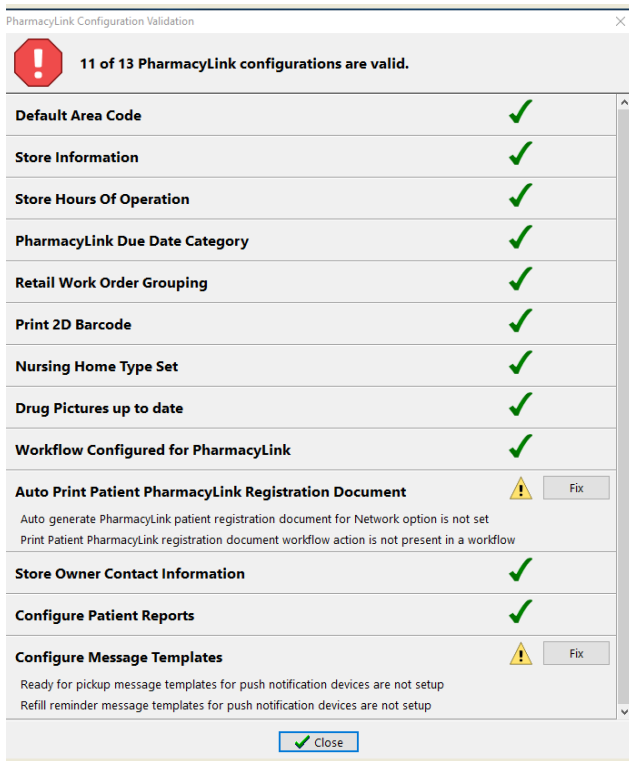 PharmacyLink Configuration Validation
11 of 13 PharmacyLink configurations are valid.
Default Area Code
Store Information
Store Hours Of Operation
PharmacyLink Due Date Category
Retail Work Order Grouping
Print 2D Barcode
Nursing Home Type Set
Drug Pictures up to date
Workflow Configured for PharmacyLink
Auto Print Patient PharmacyLink Registration Document Fix
Auto generate PharmacyLink patient registration document for Network option is not set
Print Patient PharmacyLink registration document workflow action is not present in a workflow
Store Owner Contact Information
Configure Patient Reports
Configure Message Templates Fix
Ready for pickup message templates for push notification devices are not setup
Refill reminder message templates for push notification devices are not setup
Close